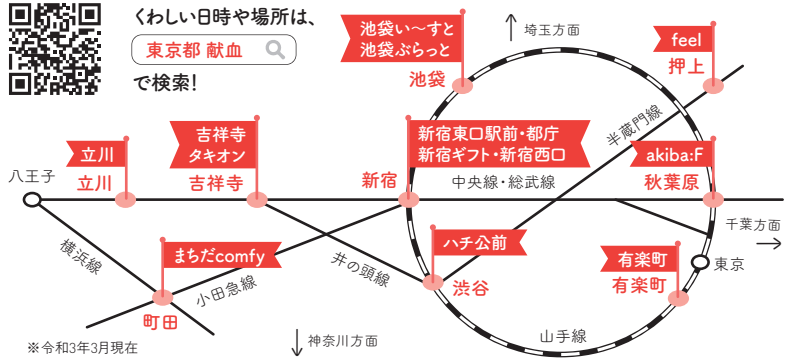 くわしい日時や場所は、
東京都 献血
で検索!
池袋い～すと
池袋ぶらっと
池袋
埼玉方面
feel
押上
半蔵門線
吉祥寺
タキオン
吉祥寺
立川
立川
八王子
新宿東口駅前・都庁
新宿ギフト・新宿西口
新宿
中央線・総武線
akiba:F
秋葉原
千葉方面
横浜線
まちだcomfy
町田
小田急線
井の頭線
ハチ公前
渋谷
有楽町
有楽町
東京
山手線
神奈川方面
※令和3年3月現在